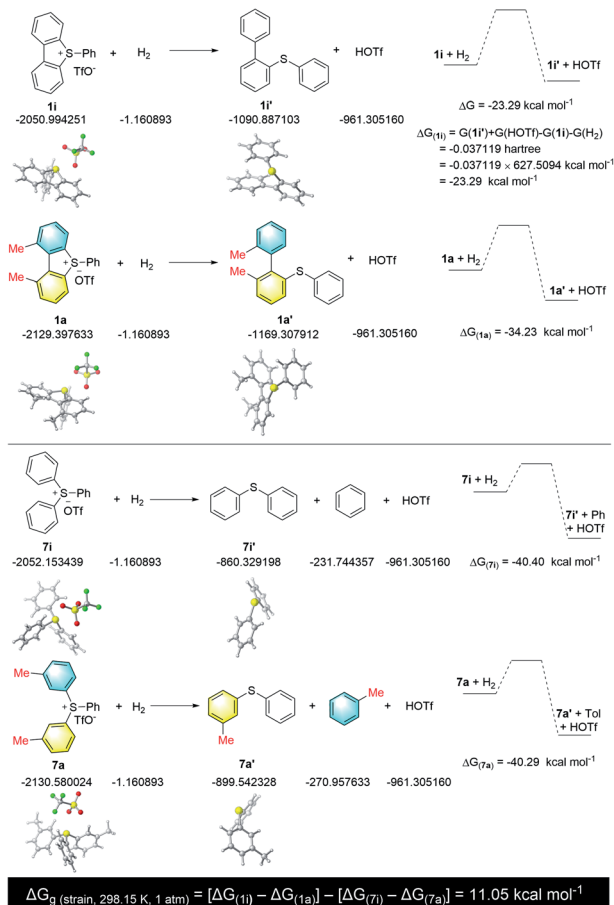 S–Ph
+
TfO-
+ H2
S
+ HOTf
1i + H2
1i' + HOTf
1i
1i'
-2050.994251 -1.160893 -1090.887103 -961.305160
ΔG = -23.29 kcal mol-1
ΔG(1i) = G(1i')+G(HOTf)-G(1i)-G(H2)
= -0.037119 hartree
= -0.037119 × 627.5094 kcal mol-1
= -23.29 kcal mol-1
Me
Me
S–Ph
+
−
OTf
+ H2
Me
Me
S
+ HOTf
1a + H2
1a' + HOTf
1a
1a'
-2129.397633 -1.160893 -1169.307912 -961.305160
ΔG(1a) = -34.23 kcal mol-1
S–Ph
+
−
OTf
+ H2
S
+
+ HOTf
7i + H2
7i' + Ph
+ HOTf
7i
7i'
-2052.153439 -1.160893 -860.329198 -231.744357 -961.305160
ΔG(7i) = -40.40 kcal mol-1
Me
Me
S–Ph
+
TfO-
+ H2
S
Me
+
Me
+ HOTf
7a + H2
7a' + Tol
+ HOTf
7a
7a'
-2130.580024 -1.160893 -899.542328 -270.957633 -961.305160
ΔG(7a) = -40.29 kcal mol-1
ΔGg (strain, 298.15 K, 1 atm) = [ΔG(1i) – ΔG(1a)] – [ΔG(7i) – ΔG(7a)] = 11.05 kcal mol-1